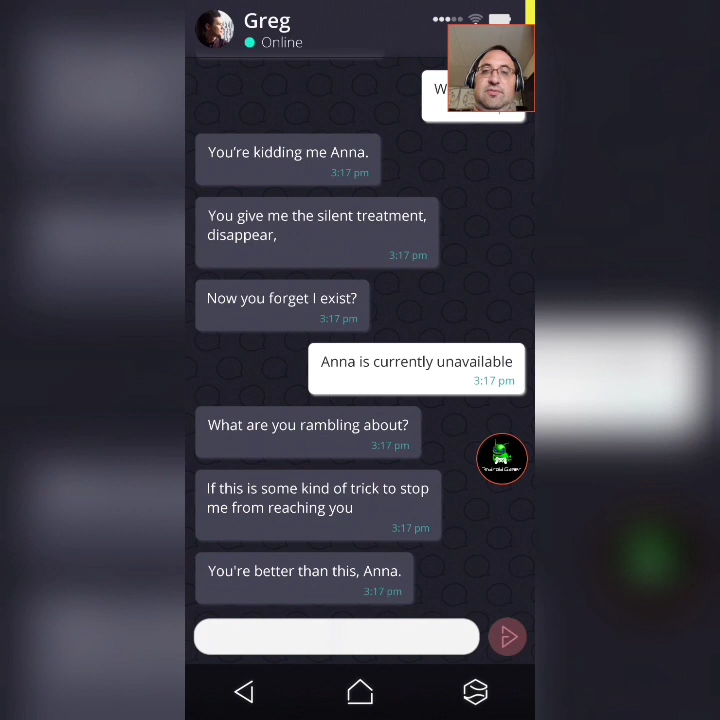 Greg
Online
W
You're kidding me Anna.
3:17 pm
You give me the silent treatment,
disappear,
3:17 pm
Now you forget I exist?
3:17 pm
Anna is currently unavailable
3:17 pm
What are you rambling about?
3:17 pm
Android Gamer
If this is some kind of trick to stop
me from reaching you
3:17 pm
You're better than this, Anna.
3:17 pm